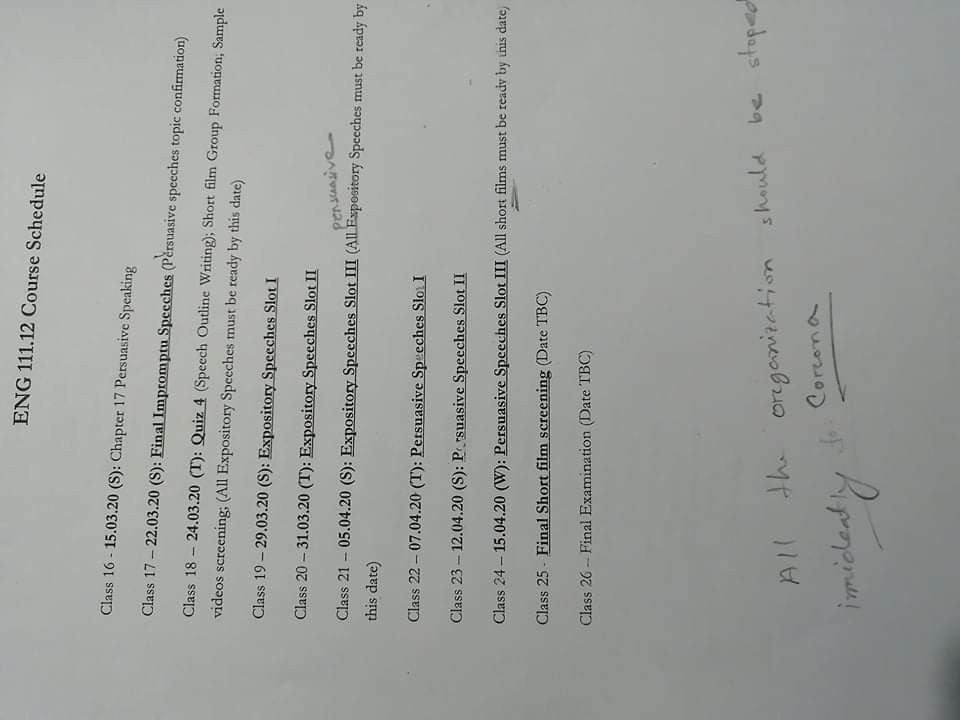 ENG 111.12 Course Schedule
Class 16 - 15.03.20 (S): Chapter 17 Persuasive Speaking
Class 17 – 22.03.20 (S): Final Impromptu Speeches (Persuasive speeches topic confirmation)
Class 18 – 24.03.20 (T): Quiz 4 (Speech Outline Writing); Short film Group Formation; Sample
videos screening; (All Expository Speeches must be ready by this date)
Class 19 – 29.03.20 (S): Expository Speeches Slot I
Class 20 – 31.03.20 (T): Expository Speeches Slot II
persuasive
Class 21 – 05.04.20 (S): Expository Speeches Slot III (All Expository Speeches must be ready by
this date)
Class 22 – 07.04.20 (T): Persuasive Speeches Slot I
Class 23 – 12.04.20 (S): Persuasive Speeches Slot II
Class 24 – 15.04.20 (W): Persuasive Speeches Slot III (All short films must be ready by this date)
Class 25 - Final Short film screening (Date TBC)
Class 26 – Final Examination (Date TBC)
All the organization should be stoped
imideatly for Corona